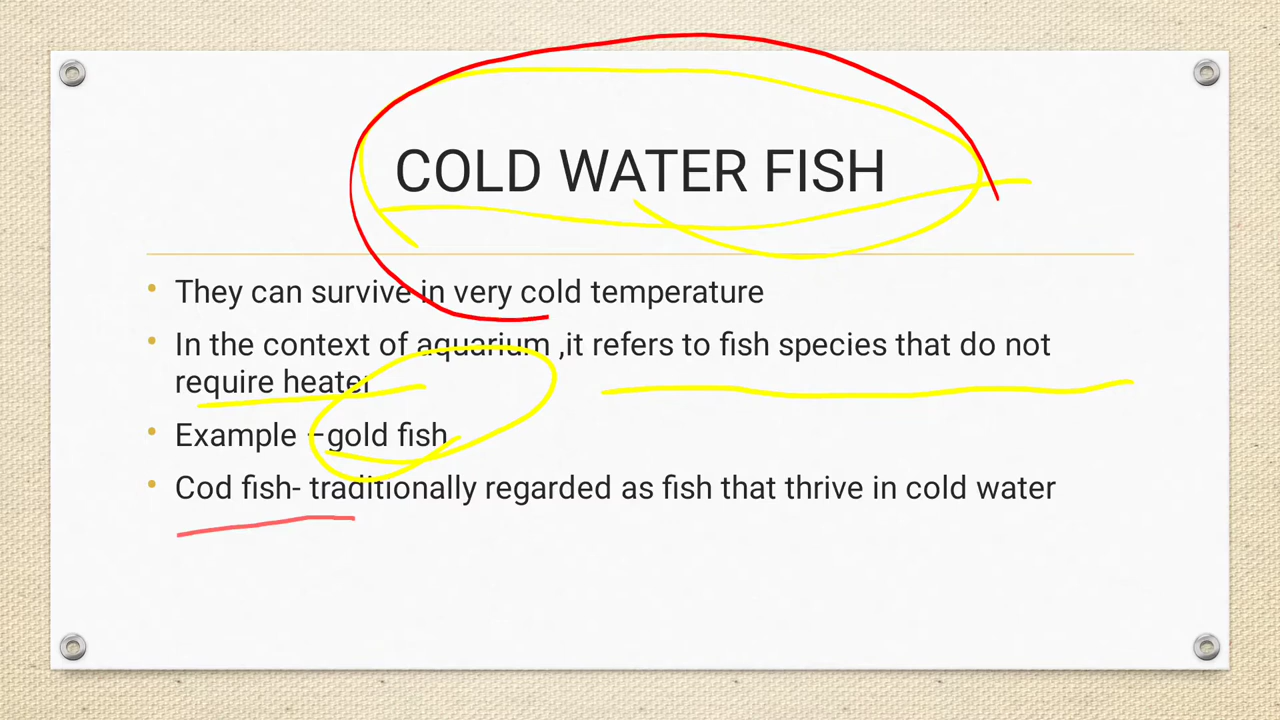 COLD WATER FISH
• They can survive in very cold temperature
• In the context of aquarium ,it refers to fish species that do not
require heater
• Example –gold fish
• Cod fish- traditionally regarded as fish that thrive in cold water